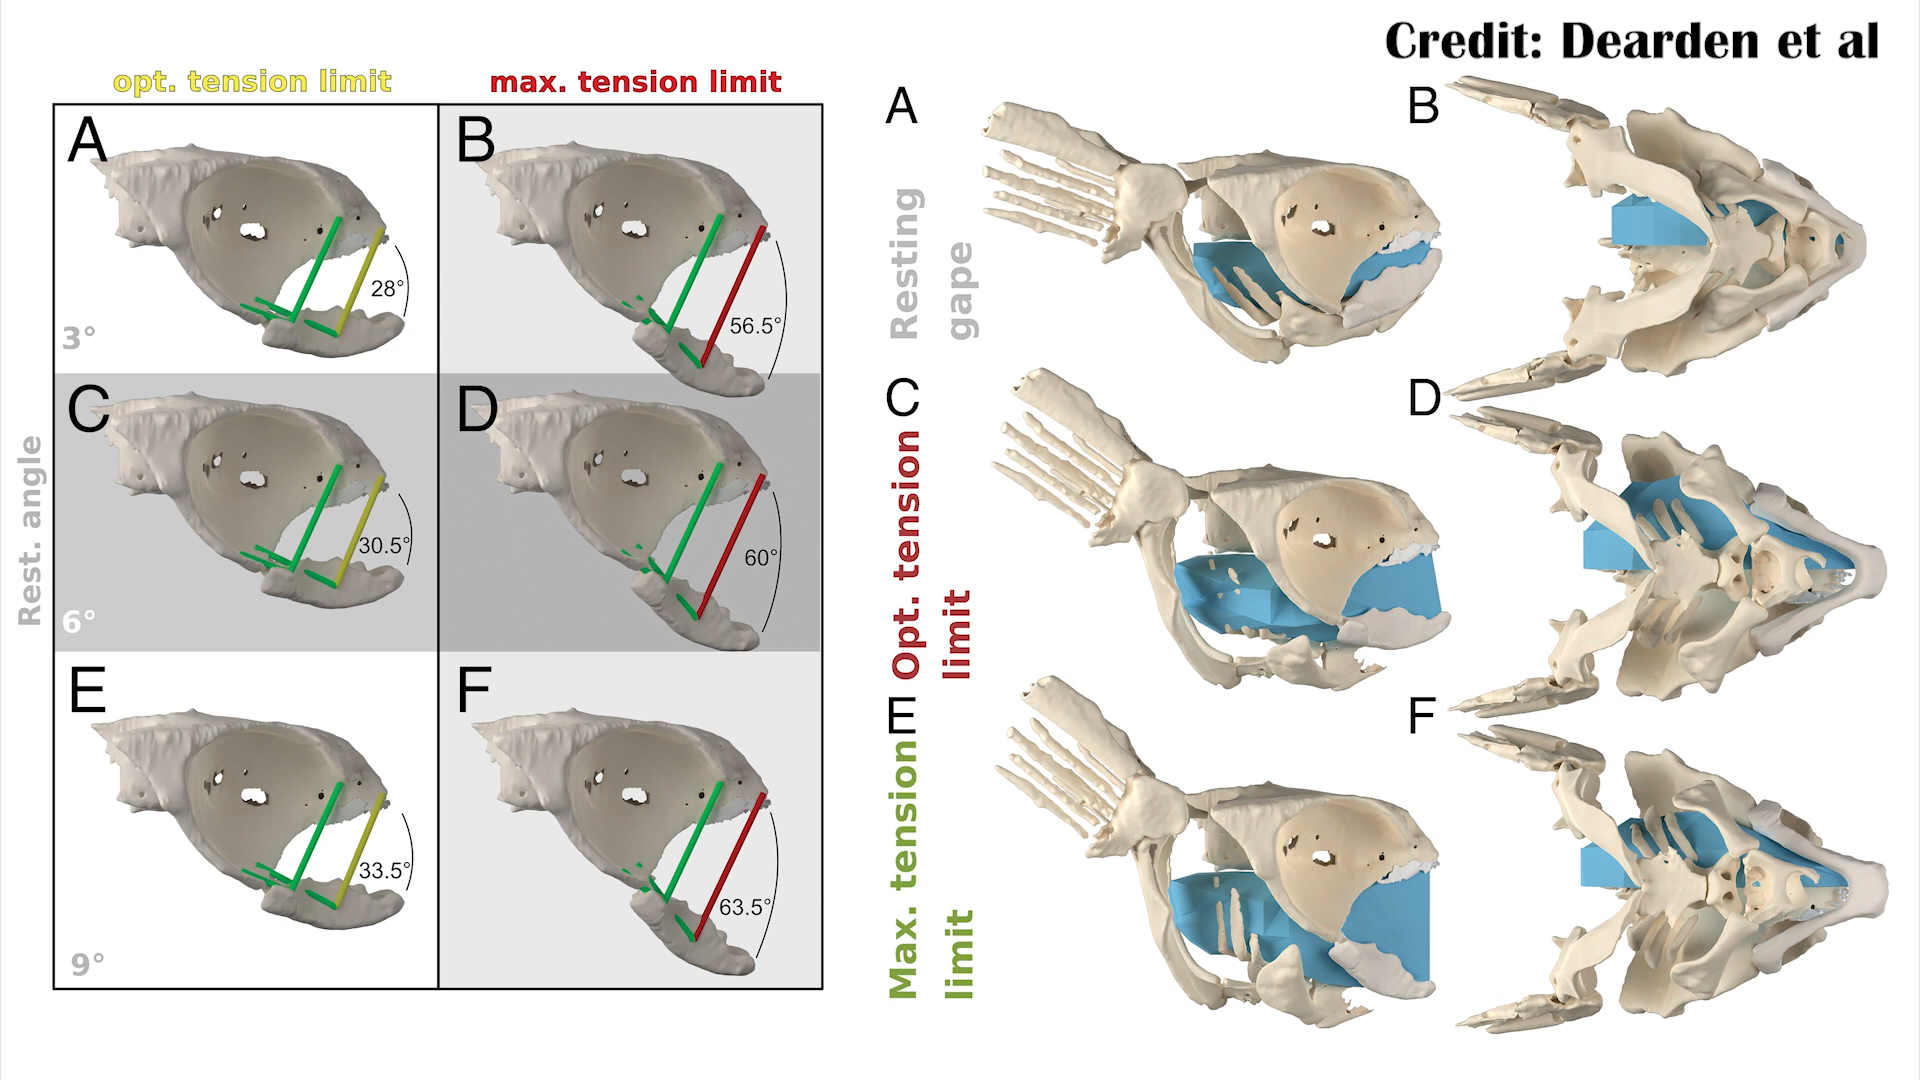 Credit: Dearden et al
opt. tension limit
max. tension limit
Rest. angle
A
28°
3°
B
56.5°
C
30.5°
6°
D
60°
E
33.5°
9°
F
63.5°
A
B
Resting
gape
C
D
Opt. tension
limit
E
F
Max. tension
limit